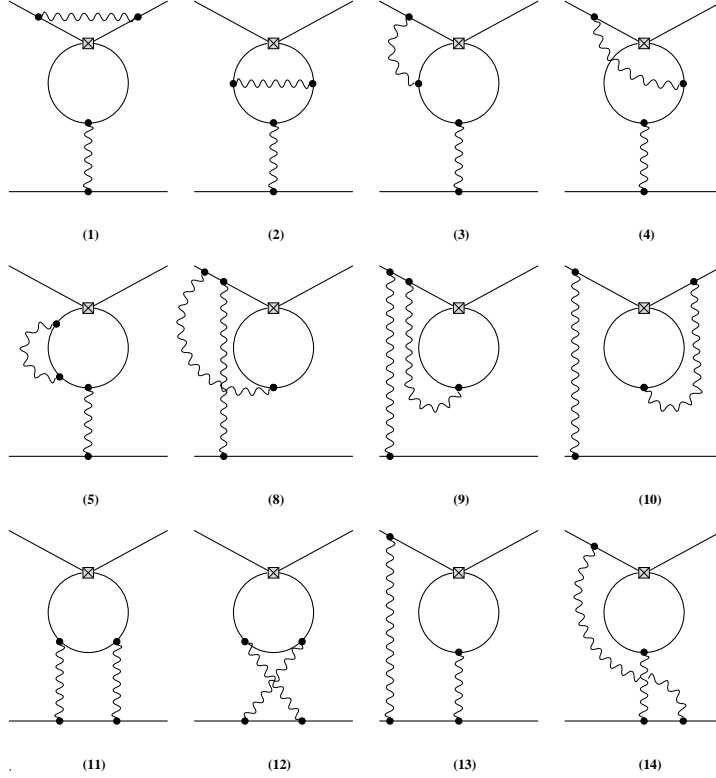 (1) (2) (3) (4)
(5) (8) (9) (10)
(11) (12) (13) (14)
.